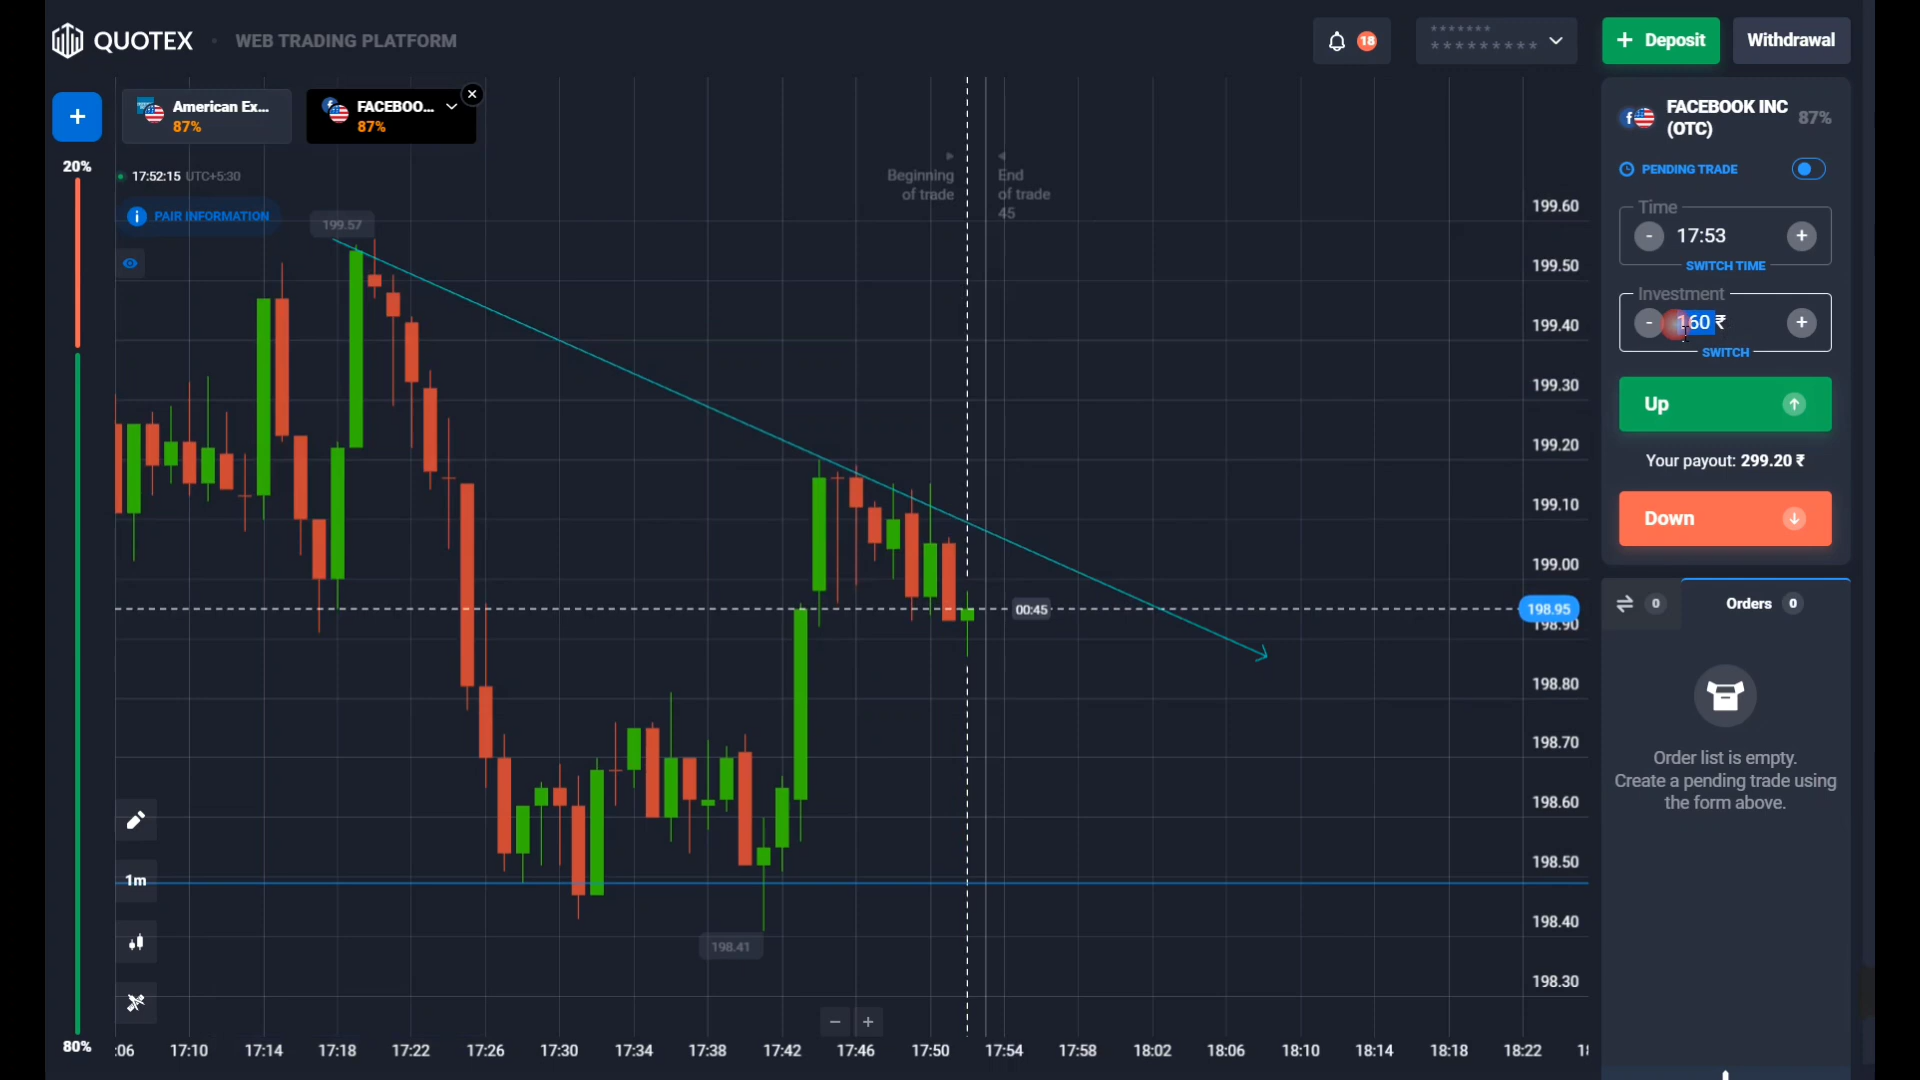 QUOTEX
WEB TRADING PLATFORM
18
*******
*********
+ Deposit
Withdrawal
+
American Ex...
87%
FACEBOO...
87%
20%
17:52:15 UTC+5:30
PAIR INFORMATION
199.57
Beginning
of trade
End
of trade
45
FACEBOOK INC
(OTC)
87%
PENDING TRADE
Time
- 17:53 +
SWITCH TIME
Investment
- 160 ₹ +
SWITCH
Up
Your payout: 299.20 ₹
Down
0
Orders 0
Order list is empty.
Create a pending trade using
the form above.
199.60
199.50
199.40
199.30
199.20
199.10
199.00
00:45
198.95
198.90
198.80
198.70
198.60
198.50
198.40
198.30
1m
198.41
80%
− +
:06 17:10 17:14 17:18 17:22 17:26 17:30 17:34 17:38 17:42 17:46 17:50 17:54 17:58 18:02 18:06 18:10 18:14 18:18 18:22